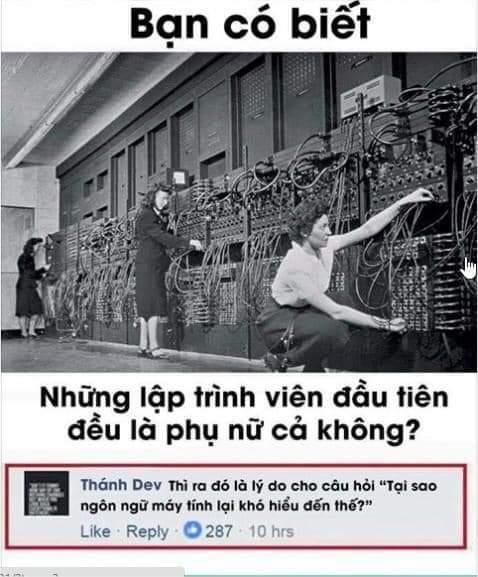 Bạn có biết
Những lập trình viên đầu tiên
đều là phụ nữ cả không?
Thánh Dev Thì ra đó là lý do cho câu hỏi “Tại sao
ngôn ngữ máy tính lại khó hiểu đến thế?”
Like · Reply · 287 · 10 hrs